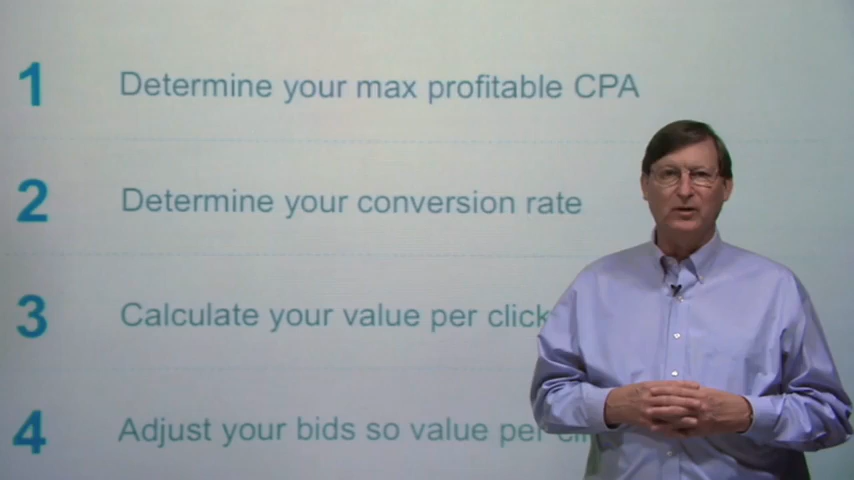 1 Determine your max profitable CPA
2 Determine your conversion rate
3 Calculate your value per click
4 Adjust your bids so value per